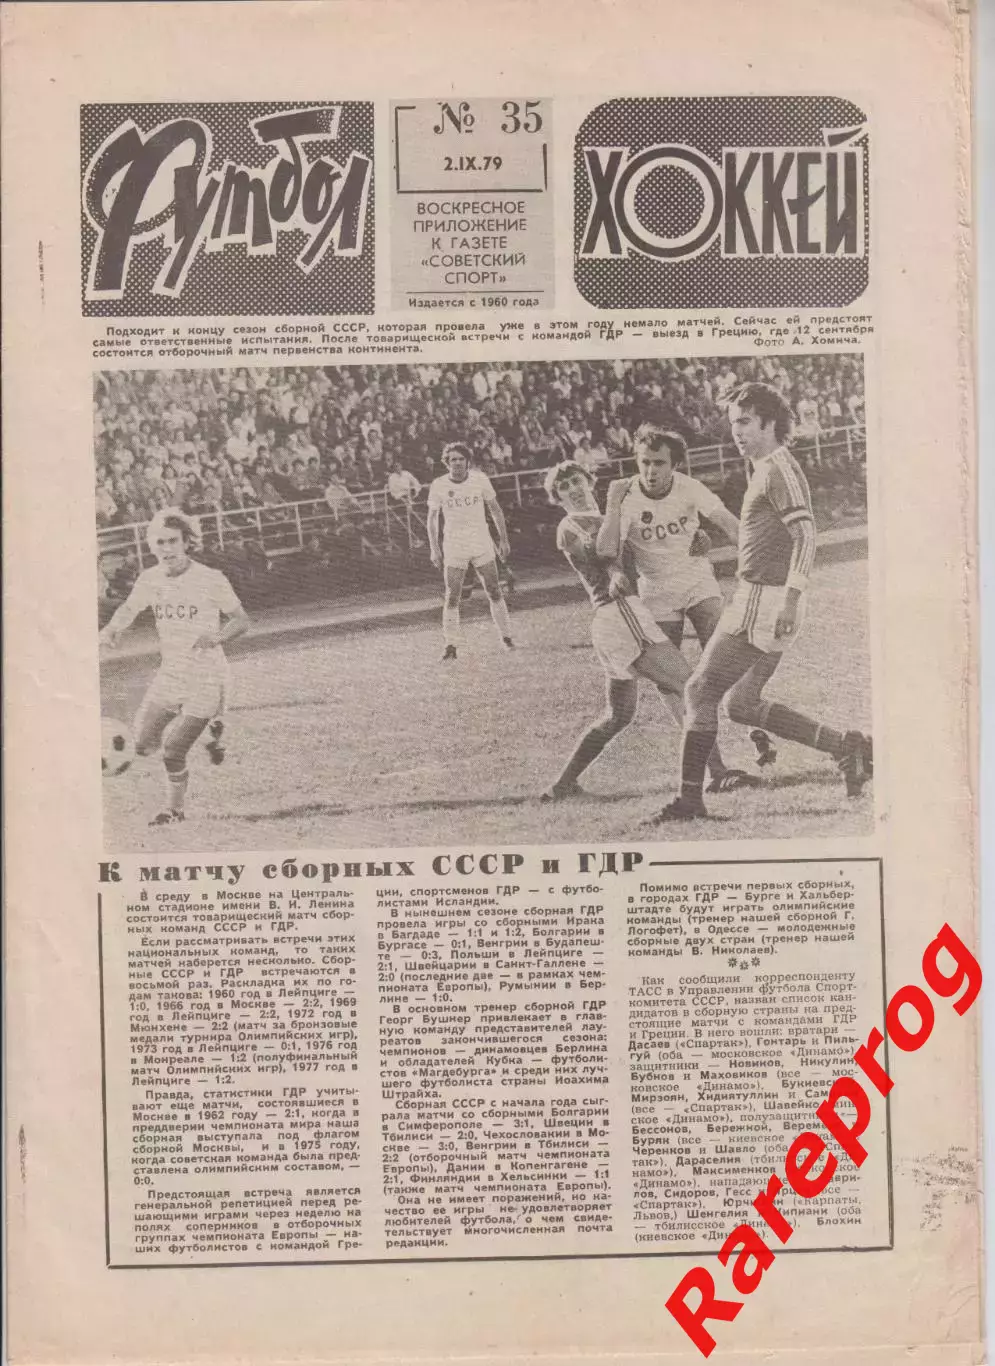 Футбол
№ 35
2.IX.79
ВОСКРЕСНОЕ
ПРИЛОЖЕНИЕ
К ГАЗЕТЕ
«СОВЕТСКИЙ
СПОРТ»
Издается с 1960 года
ХОККЕЙ
Подходит к концу сезон сборной СССР, которая провела уже в этом году немало матчей. Сейчас ей предстоят
самые ответственные испытания. После товарищеской встречи с командой ГДР — выезд в Грецию, где 12 сентября
состоится отборочный матч первенства континента.
Фото А. Хомича.
СССР
СССР
СССР
К матчу сборных СССР и ГДР
В среду в Москве на Централь-
ном стадионе имени В. И. Ленина
состоится товарищеский матч сбор-
ных команд СССР и ГДР.
Если рассматривать встречи этих
национальных команд, то таких
матчей наберется несколько. Сбор-
ные СССР и ГДР встречаются в
восьмой раз. Раскладка их по го-
дам такова: 1960 год в Лейпциге —
1:0, 1966 год в Москве — 2:2, 1969
год в Лейпциге — 2:2, 1972 год в
Мюнхене — 2:2 (матч за бронзовые
медали турнира Олимпийских игр),
1973 год в Лейпциге — 0:1, 1976 год
в Монреале — 1:2 (полуфинальный
матч Олимпийских игр), 1977 год в
Лейпциге — 1:2.
Правда, статистики ГДР учиты-
вают еще матчи, состоявшиеся в
Москве в 1962 году — 2:1, когда в
преддверии чемпионата мира наша
сборная выступала под флагом
сборной Москвы, и в 1975 году,
когда советская команда была пред-
ставлена олимпийским составом, —
0:0.
Предстоящая встреча является
генеральной репетицией перед ре-
шающими играми через неделю на
полях соперников в отборочных
группах чемпионата Европы — на-
ших футболистов с командой Гре-
ции, спортсменов ГДР — с футбо-
листами Исландии.
В нынешнем сезоне сборная ГДР
провела игры со сборными Ирака
в Багдаде — 1:1 и 1:2, Болгарии в
Бургасе — 0:1, Венгрии в Будапеш-
те — 0:3, Польши в Лейпциге —
2:1, Швейцарии в Санкт-Галлене —
2:0 (последние две — в рамках чем-
пионата Европы), Румынии в Бер-
лине — 1:0.
В основном тренер сборной ГДР
Георг Бушнер привлекает в глав-
ную команду представителей лау-
реатов закончившегося сезона:
чемпионов — динамовцев Берлина
и обладателей Кубка — футболи-
стов «Магдебурга» и среди них луч-
шего футболиста страны Иоахима
Штрайха.
Сборная СССР с начала года сыг-
рала матчи со сборными Болгарии
в Симферополе — 3:1, Швеции в
Тбилиси — 2:0, Чехословакии в Мо-
скве — 3:0, Венгрии в Тбилиси —
2:2 (отборочный матч чемпионата
Европы), Дании в Копенгагене —
2:1, Финляндии в Хельсинки — 1:1
(также матч чемпионата Европы).
Она не имеет поражений, но ка-
чество ее игры не удовлетворяет
любителей футбола, о чем свиде-
тельствует многочисленная почта
редакции.
Помимо встречи первых сборных,
в городах ГДР — Бурге и Хальбер-
штадте будут играть олимпийские
команды (тренер нашей сборной Г.
Логофет), в Одессе — молодежные
сборные двух стран (тренер нашей
команды В. Николаев).
Как сообщили корреспонденту
ТАСС в Управлении футбола Спорт-
комитета СССР, назван список кан-
дидатов в сборную страны на пред-
стоящие матчи с командами ГДР
и Греции. В него вошли: вратари —
Дасаев («Спартак»), Гонтарь и Пиль-
гуй (оба — московское «Динамо»),
защитники — Новиков, Никулин,
Бубнов и Маховиков (все — мос-
ковское «Динамо»),
Мирзоян, Хидиятуллин и
(все — «Спартак»),
ское «Динамо»), полузащитники —
Бессонов, Бережной,
Буряк (все — киевское
Черенков и Шавло (оба
так»), Дараселия
намо»), Максименков
«Динамо»), нападающие
лов, Сидоров, Гесс
«Спартак»),
Львов), Шенгелия и Кипиани (оба
— тбилисское Блохин
(киевское
Rareprog